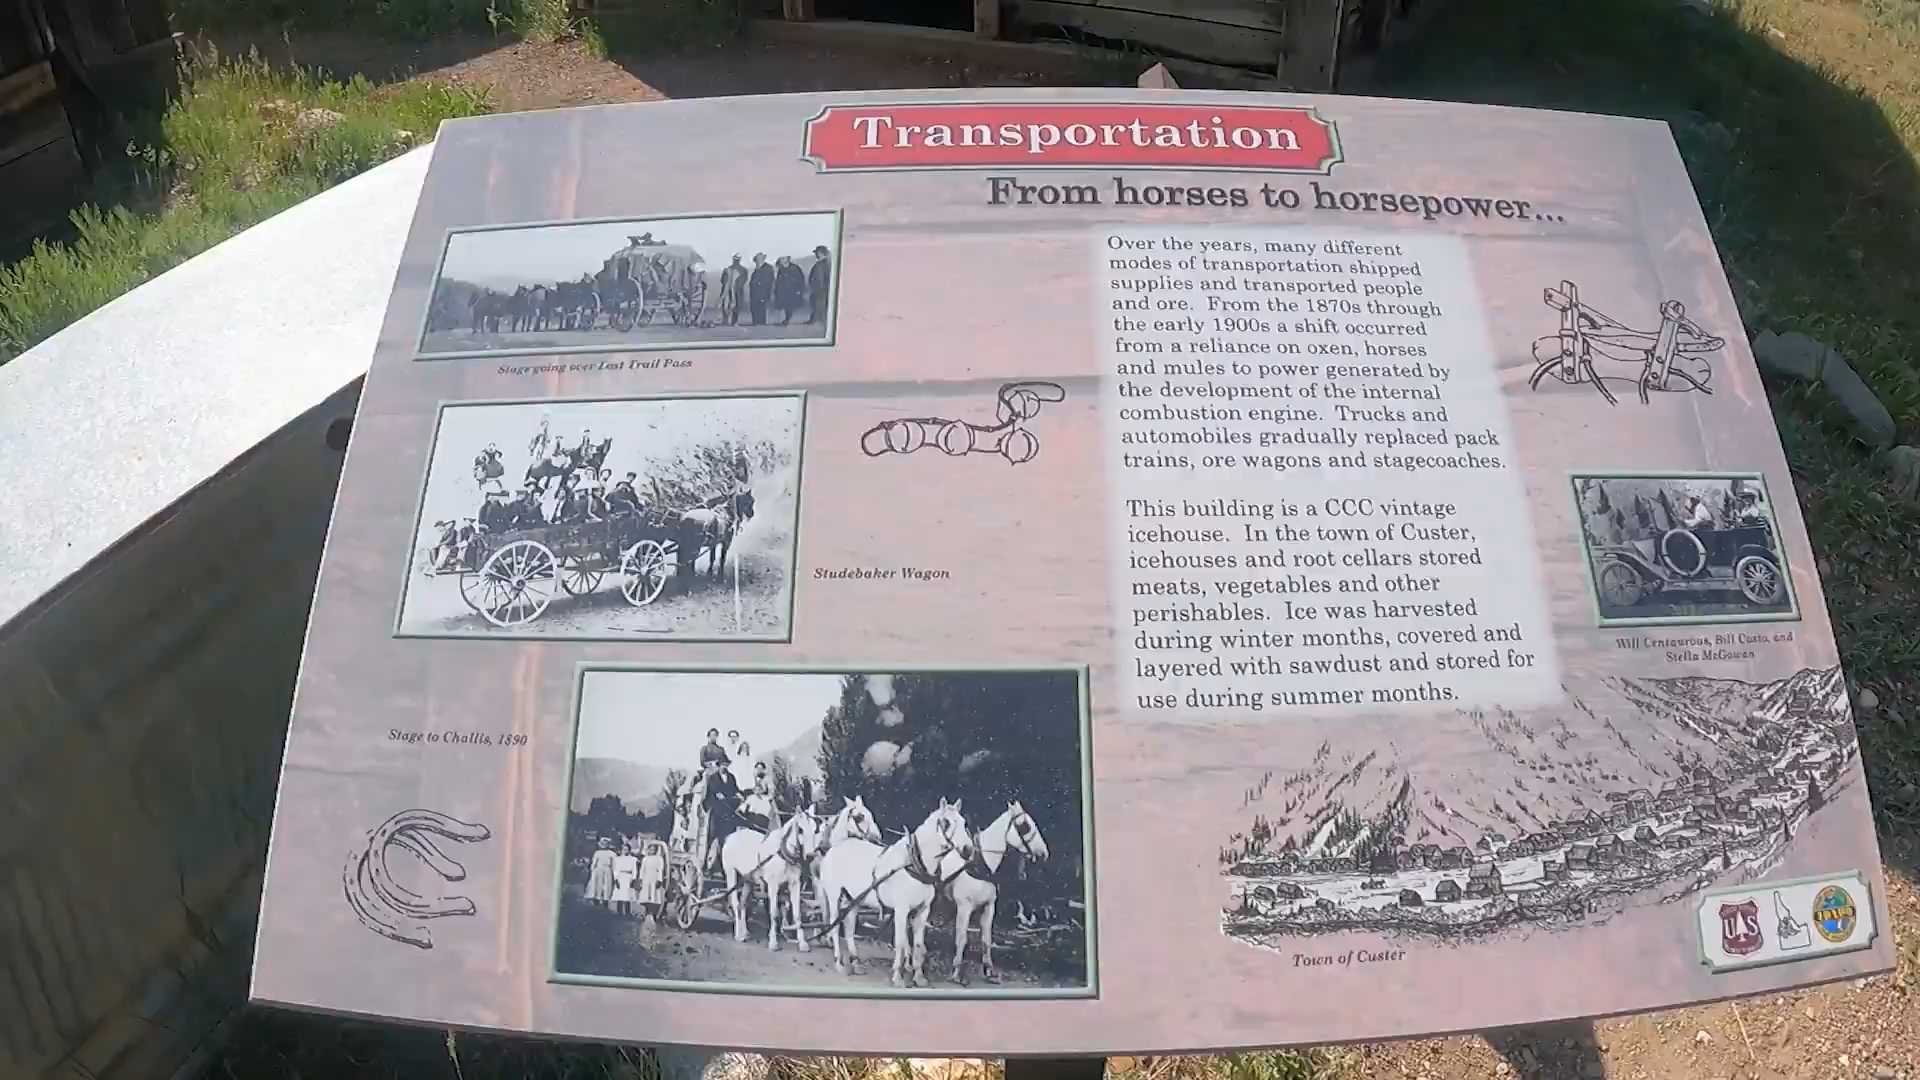 Transportation
From horses to horsepower...
Over the years, many different
modes of transportation shipped
supplies and transported people
and ore. From the 1870s through
the early 1900s a shift occurred
from a reliance on oxen, horses
and mules to power generated by
the development of the internal
combustion engine. Trucks and
automobiles gradually replaced pack
trains, ore wagons and stagecoaches.
This building is a CCC vintage
icehouse. In the town of Custer,
icehouses and root cellars stored
meats, vegetables and other
perishables. Ice was harvested
during winter months, covered and
layered with sawdust and stored for
use during summer months.
Stage going over Lost Trail Pass
Studebaker Wagon
Stage to Challis, 1890
Will Centaurous, Bill Casto, and
Stella McGowan
Town of Custer
U S
IDAHO